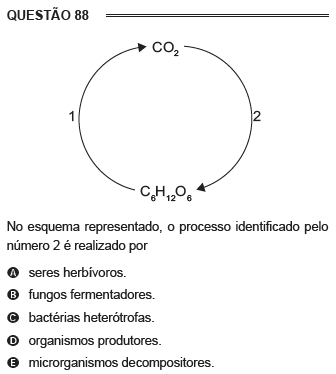 QUESTÃO 88
CO₂
1
2
C₆H₁₂O₆
No esquema representado, o processo identificado pelo
número 2 é realizado por
A seres herbívoros.
B fungos fermentadores.
C bactérias heterótrofas.
D organismos produtores.
E microrganismos decompositores.